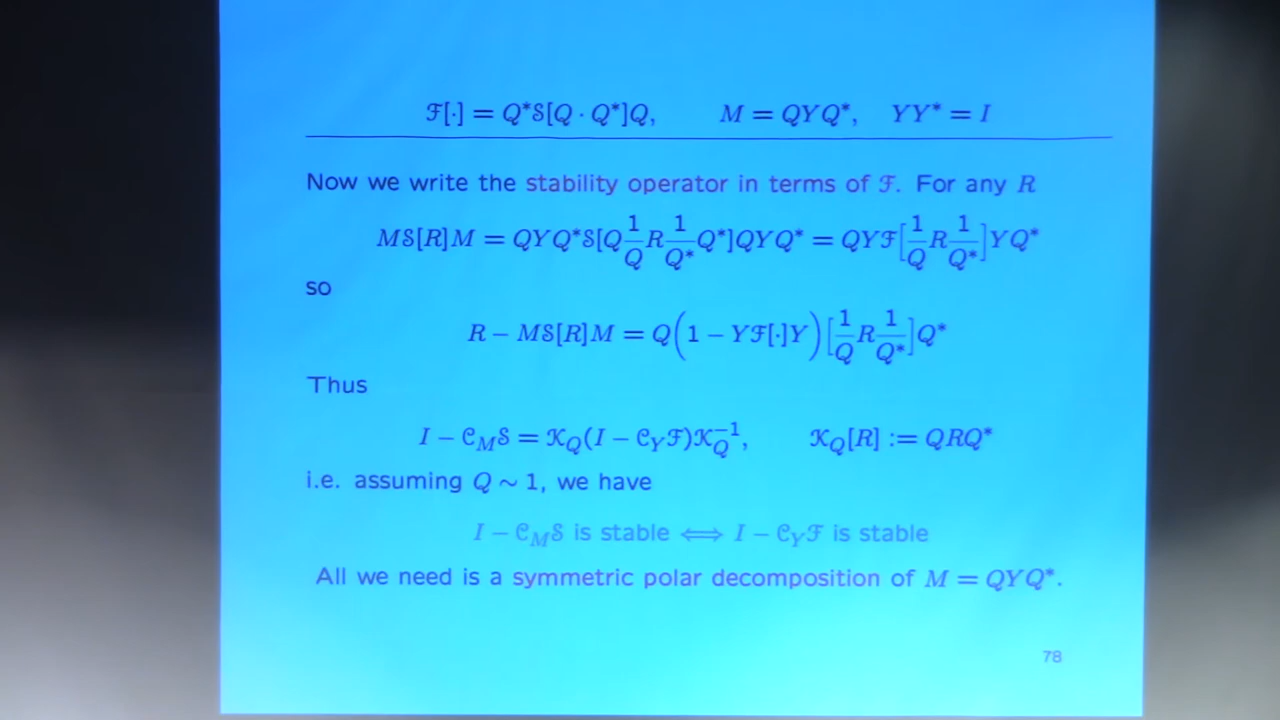 ℱ[·] = Q*𝒮[Q · Q*]Q, M = QYQ*, YY* = I
Now we write the stability operator in terms of ℱ. For any R
M𝒮[R]M = QYQ*𝒮[Q 1/Q R 1/Q* Q*]QYQ* = QYℱ[1/Q R 1/Q*]YQ*
so
R − M𝒮[R]M = Q(1 − Yℱ[·]Y)[1/Q R 1/Q*]Q*
Thus
I − 𝒞_M𝒮 = 𝒦_Q(I − 𝒞_Yℱ)𝒦_Q^{-1}, 𝒦_Q[R] := QRQ*
i.e. assuming Q ∼ 1, we have
I − 𝒞_M𝒮 is stable ⟺ I − 𝒞_Yℱ is stable
All we need is a symmetric polar decomposition of M = QYQ*.
78